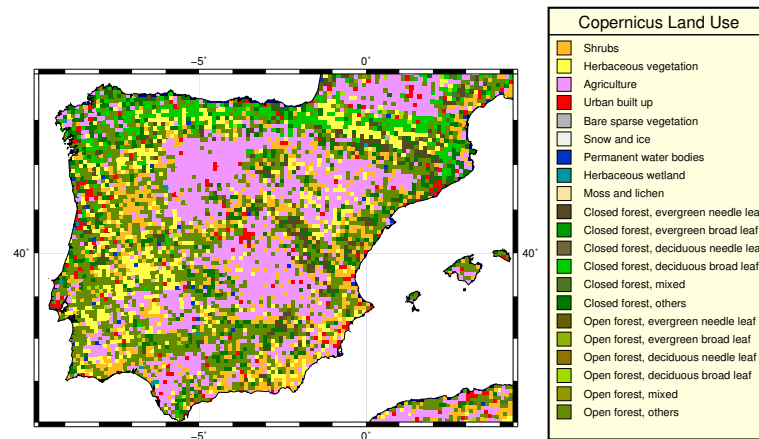 Copernicus Land Use
−5˚ 0˚
Shrubs
Herbaceous vegetation
Agriculture
Urban built up
Bare sparse vegetation
Snow and ice
Permanent water bodies
Herbaceous wetland
Moss and lichen
Closed forest, evergreen needle lea
Closed forest, evergreen broad leaf
Closed forest, deciduous needle lea
Closed forest, deciduous broad leaf
Closed forest, mixed
Closed forest, others
Open forest, evergreen needle leaf
Open forest, evergreen broad leaf
Open forest, deciduous needle leaf
Open forest, deciduous broad leaf
Open forest, mixed
Open forest, others
40˚ 40˚
−5˚ 0˚